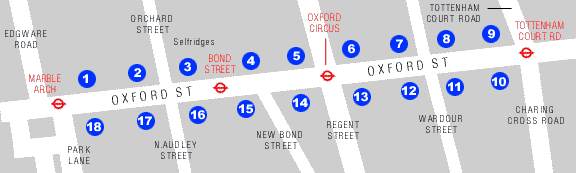 EDGWARE
ROAD
ORCHARD
STREET
Selfridges
OXFORD
CIRCUS
TOTTENHAM
COURT ROAD
TOTTENHAM
COURT RD
MARBLE
ARCH
BOND
STREET
1
2
3
4
5
6
7
8
9
OXFORD ST
OXFORD ST
18
17
16
15
14
13
12
11
10
PARK
LANE
N.AUDLEY
STREET
NEW BOND
STREET
REGENT
STREET
WARDOUR
STREET
CHARING
CROSS ROAD